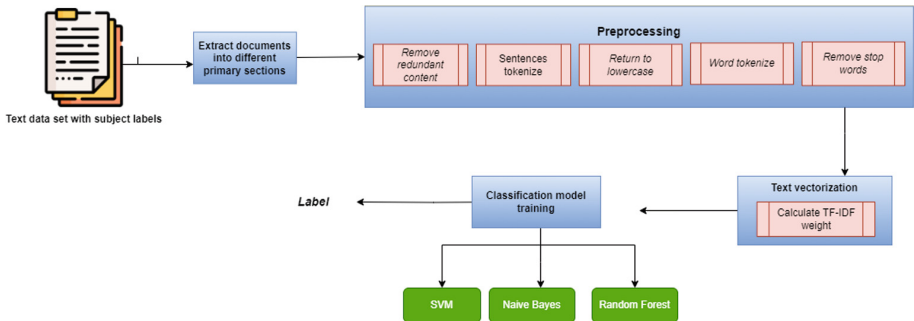 Text data set with subject labels
Extract documents
into different
primary sections
Preprocessing
Remove
redundant
content
Sentences
tokenize
Return to
lowercase
Word tokenize
Remove stop
words
Text vectorization
Calculate TF-IDF
weight
Classification model
training
Label
SVM
Naive Bayes
Random Forest